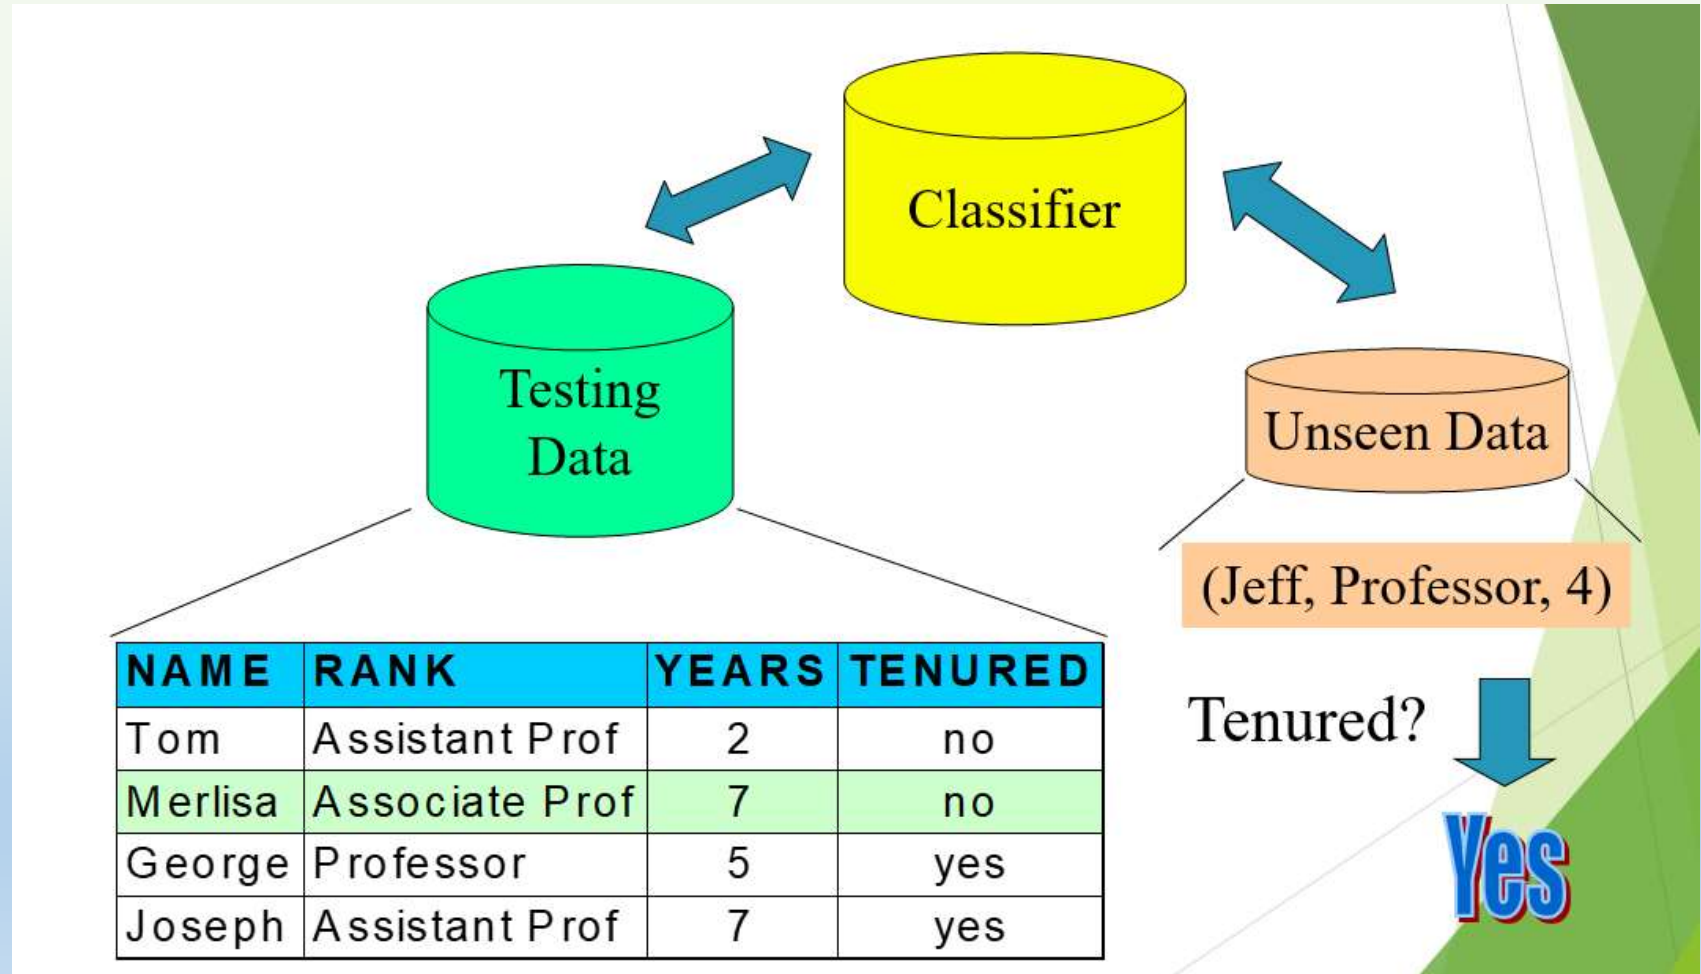 Classifier
Testing
Data
Unseen Data
(Jeff, Professor, 4)
NAME RANK YEARS TENURED
Tom Assistant Prof 2 no
Merlisa Associate Prof 7 no
George Professor 5 yes
Joseph Assistant Prof 7 yes
Tenured?
Yes